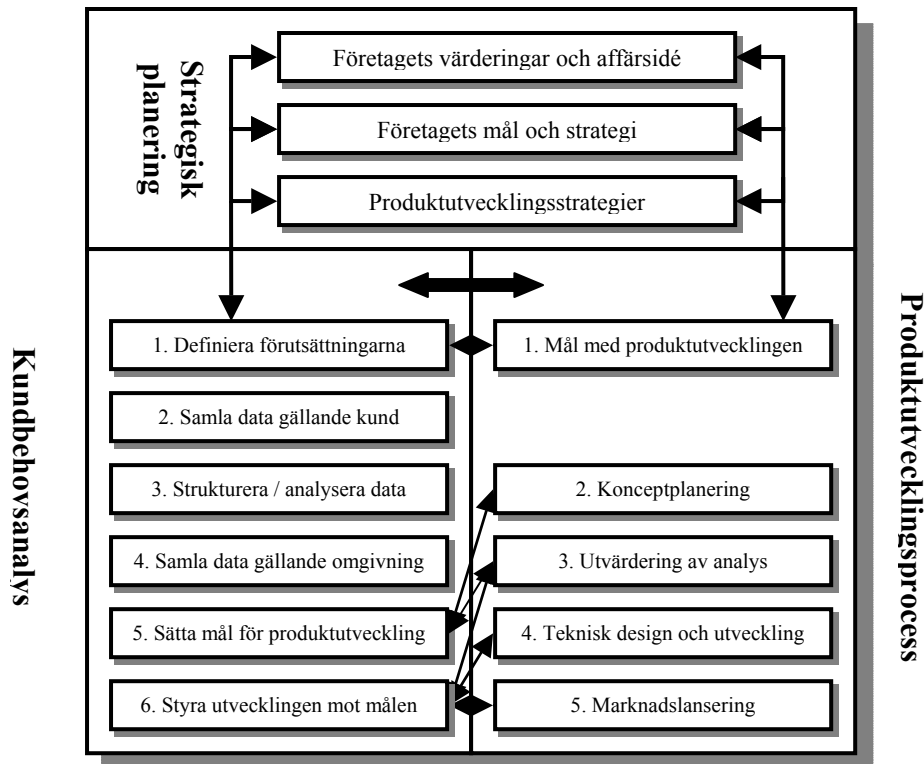 Strategisk
planering
Företagets värderingar och affärsidé
Företagets mål och strategi
Produktutvecklingsstrategier
Kundbehovsanalys
1. Definiera förutsättningarna
2. Samla data gällande kund
3. Strukturera / analysera data
4. Samla data gällande omgivning
5. Sätta mål för produktutveckling
6. Styra utvecklingen mot målen
1. Mål med produktutvecklingen
2. Konceptplanering
3. Utvärdering av analys
4. Teknisk design och utveckling
5. Marknadslansering
Produktutvecklingsprocess